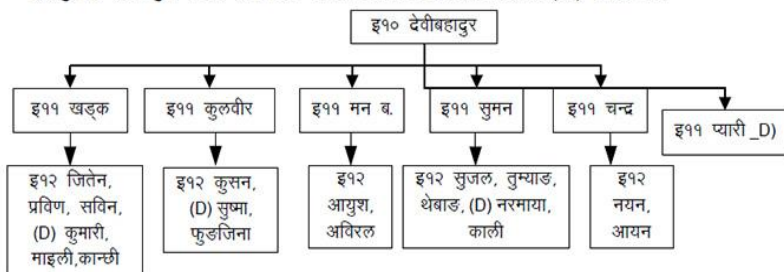 इ१० देवीबहादुर
इ११ खड्क
इ११ कुलवीर
इ११ मन ब.
इ११ सुमन
इ११ चन्द्र
इ११ प्यारी _D)
इ१२ जितेन,
प्रविण, सविन,
(D) कुमारी,
माइली,कान्छी
इ१२ कुसन,
(D) सुष्मा,
फुङजिना
इ१२
आयुश,
अविरल
इ१२ सुजल, तुम्याङ,
थेबाङ, (D) नरमाया,
काली
इ१२
नयन,
आयन